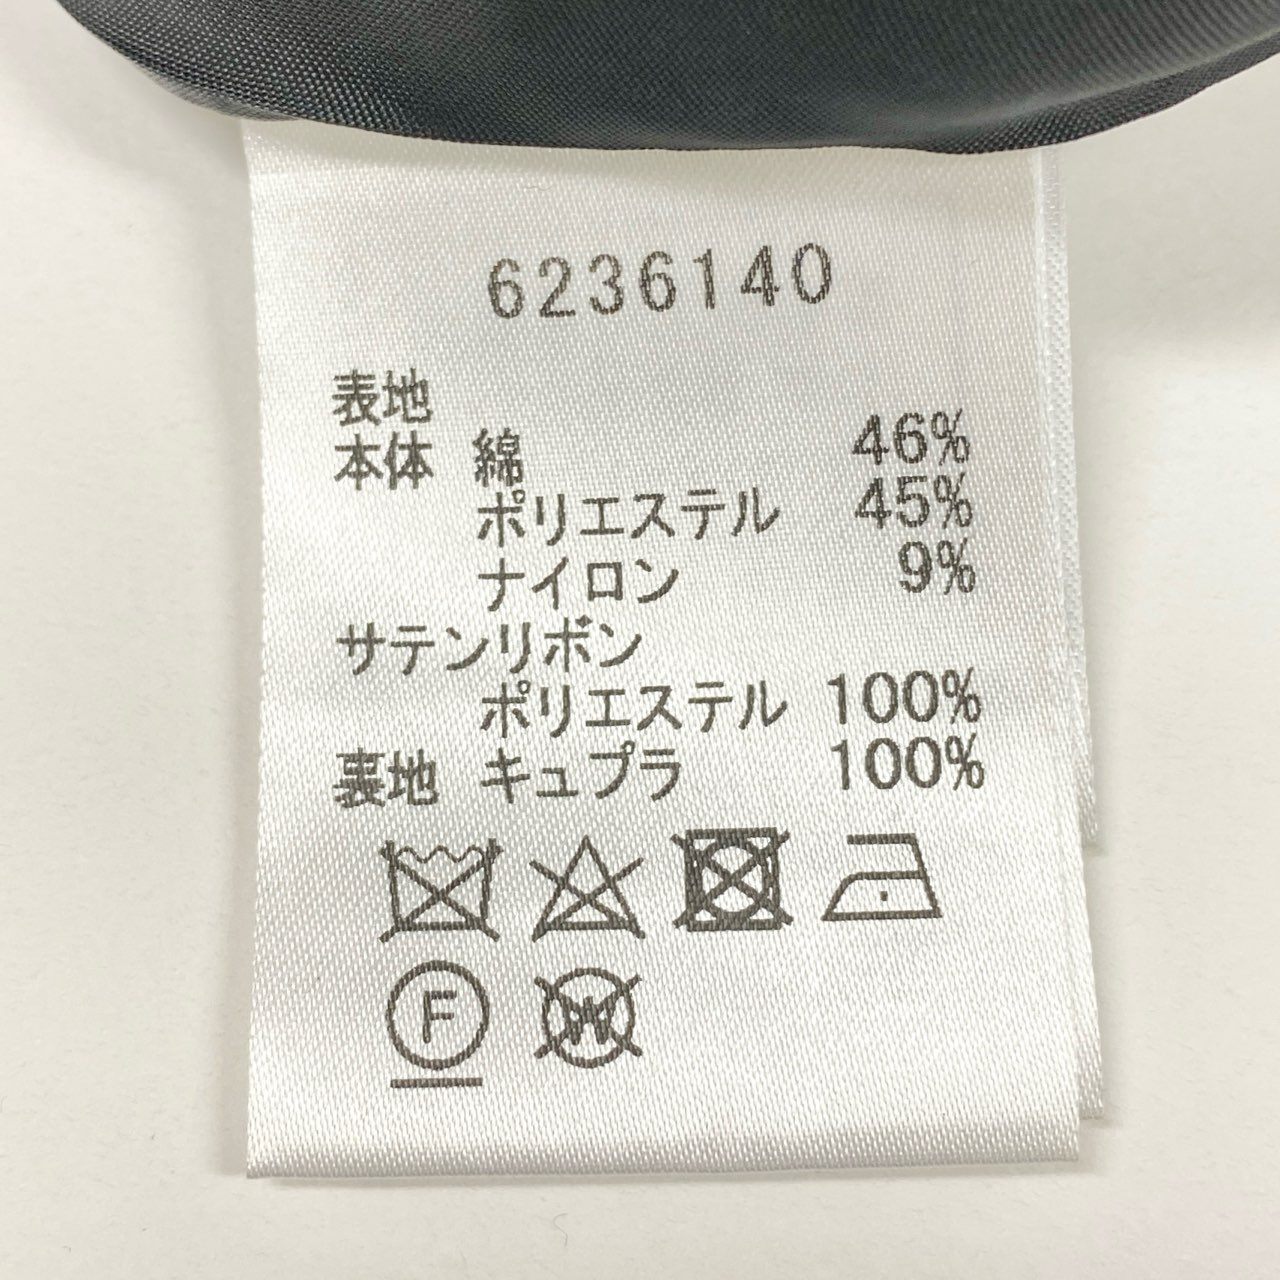 6236140
表地
本体 綿 46%
ポリエステル 45%
ナイロン 9%
サテンリボン
ポリエステル 100%
裏地 キュプラ 100%
F W